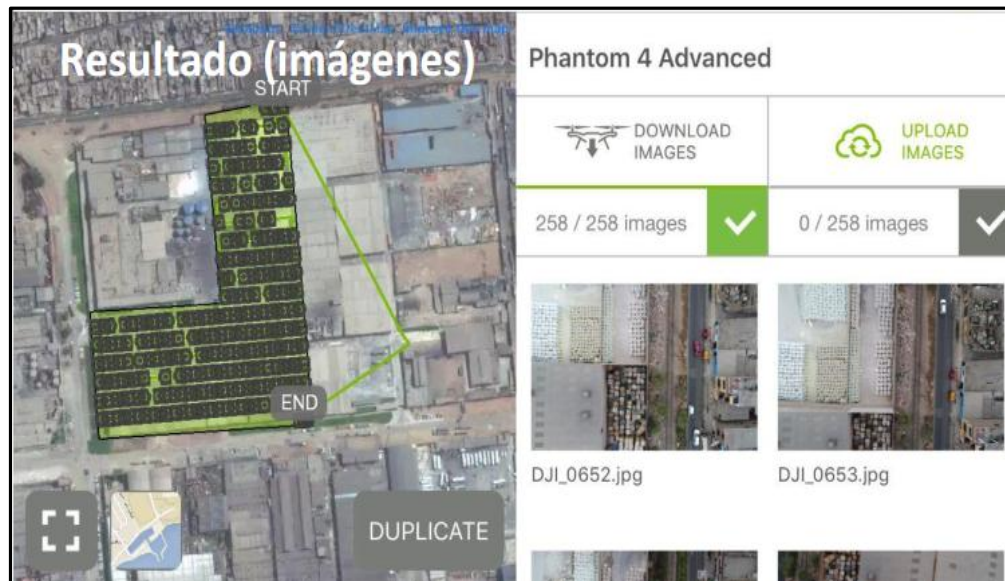 Resultado (imágenes)
START
END
DUPLICATE
Phantom 4 Advanced
DOWNLOAD
IMAGES
UPLOAD
IMAGES
258 / 258 images
0 / 258 images
DJI_0652.jpg
DJI_0653.jpg